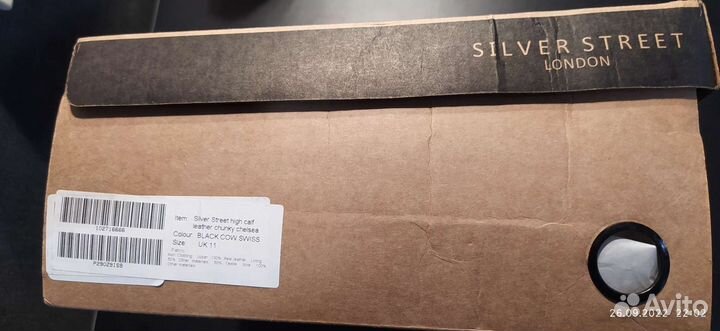 SILVER STREET
LONDON
Item: Silver Street high calf
leather chunky chelsea
Colour: BLACK COW SWISS
Size UK 11
102716666
26.09.2022 22:02
Avito